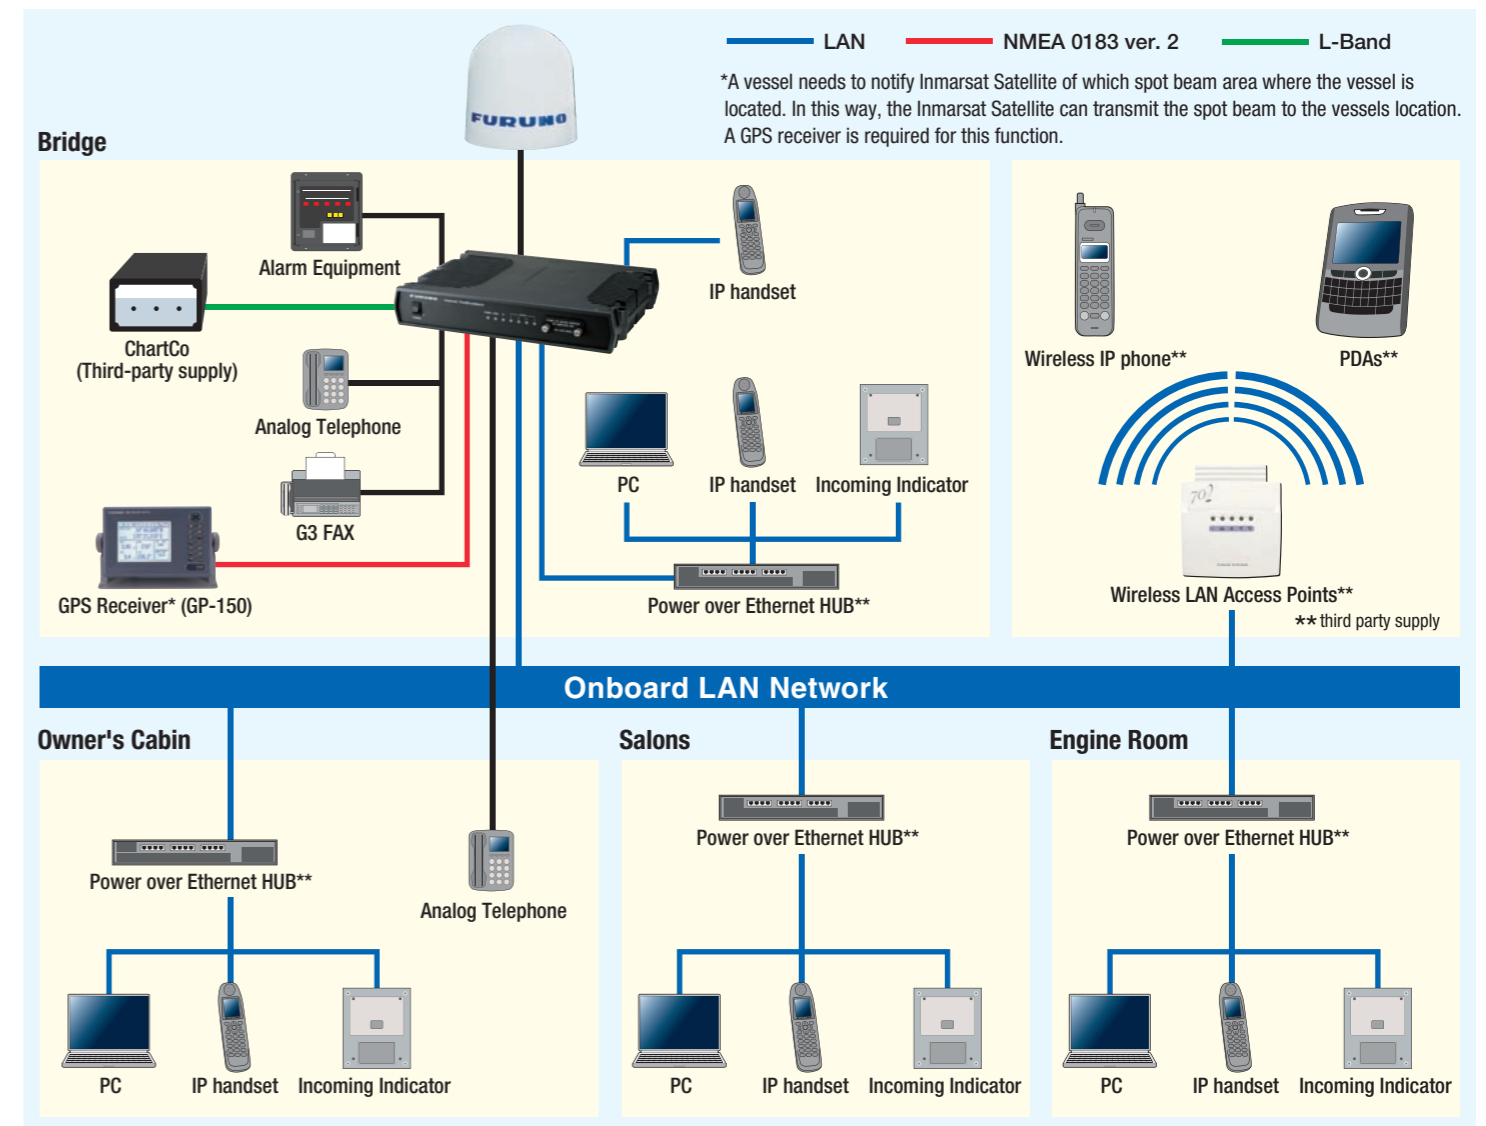 LAN
NMEA 0183 ver. 2
L-Band
*A vessel needs to notify Inmarsat Satellite of which spot beam area where the vessel is
located. In this way, the Inmarsat Satellite can transmit the spot beam to the vessels location.
A GPS receiver is required for this function.
FURUNO
Bridge
Alarm Equipment
IP handset
ChartCo
(Third-party supply)
Analog Telephone
G3 FAX
GPS Receiver* (GP-150)
PC
IP handset
Incoming Indicator
Power over Ethernet HUB**
Wireless IP phone**
PDAs**
702
Wireless LAN Access Points**
** third party supply
Onboard LAN Network
Owner's Cabin
Power over Ethernet HUB**
Analog Telephone
PC
IP handset
Incoming Indicator
Salons
Power over Ethernet HUB**
PC
IP handset
Incoming Indicator
Engine Room
Power over Ethernet HUB**
PC
IP handset
Incoming Indicator